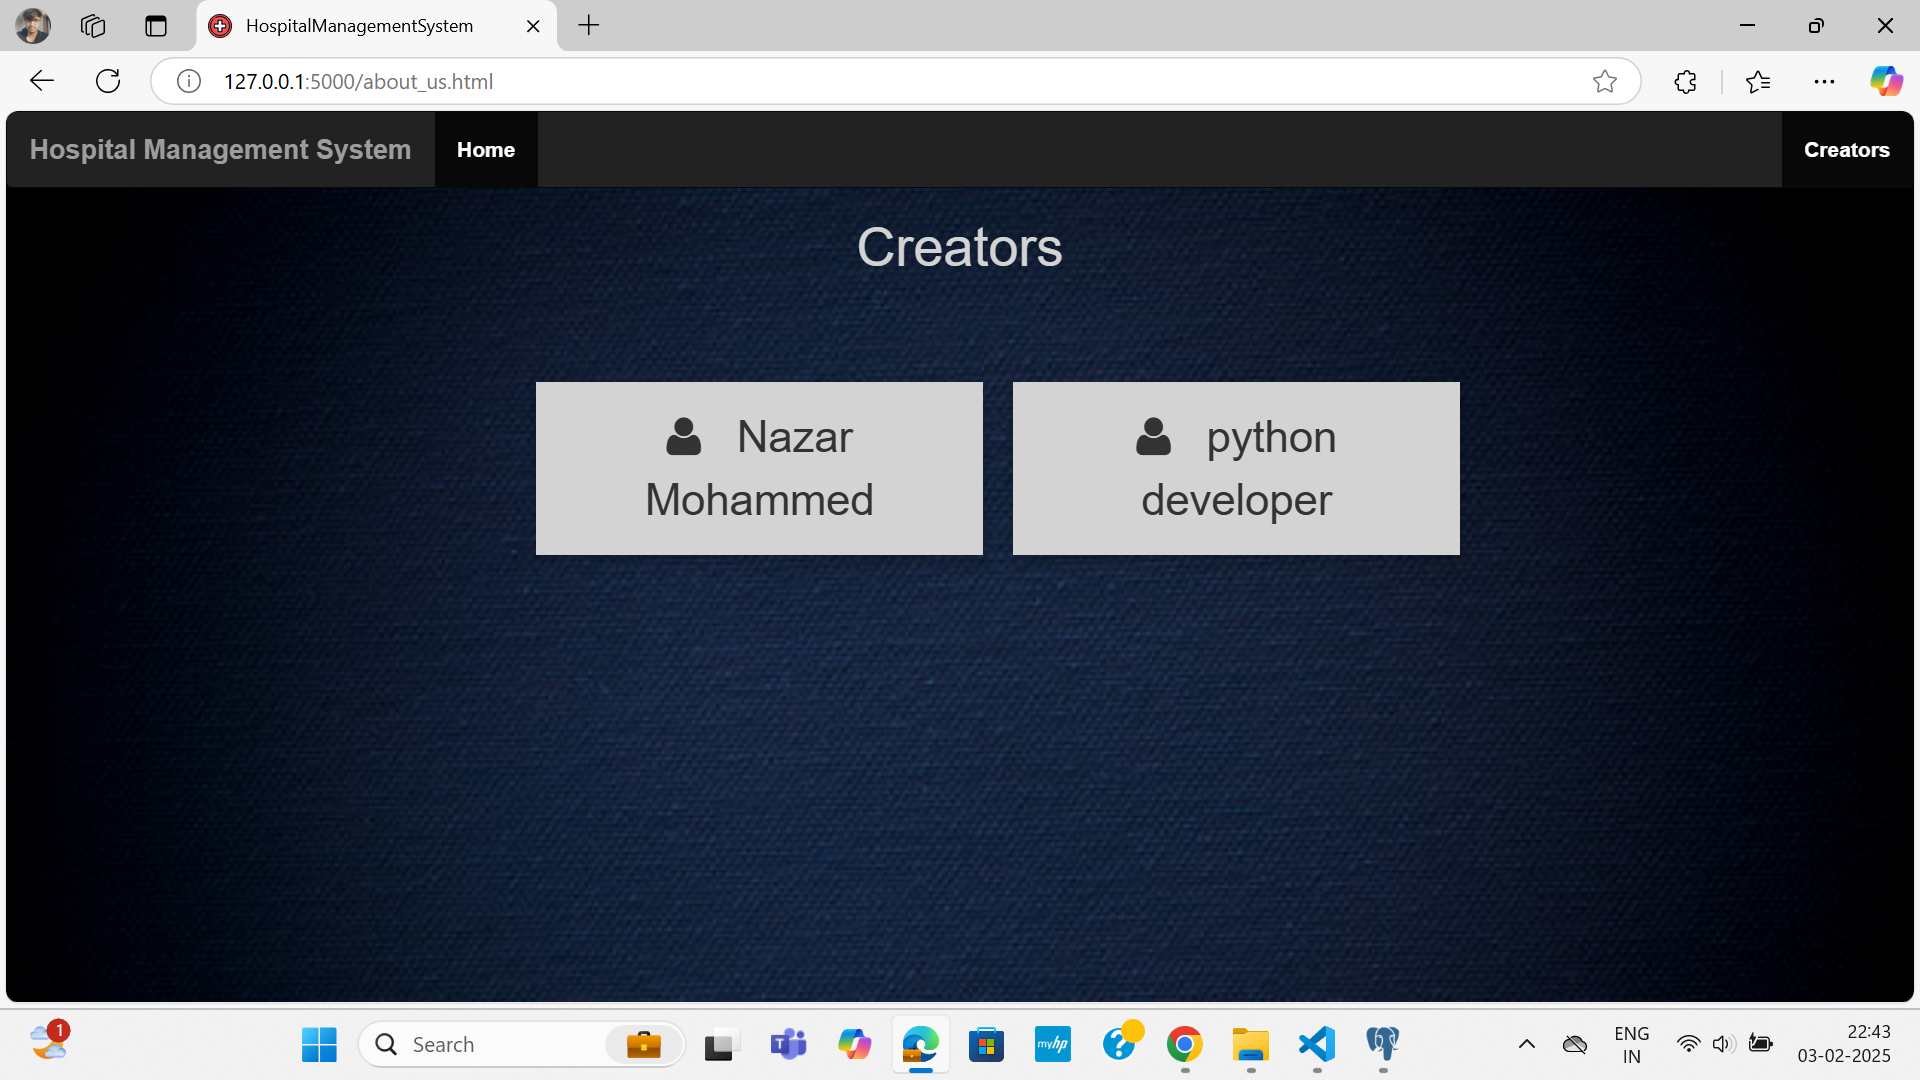 HospitalManagementSystem
127.0.0.1:5000/about_us.html
Hospital Management System Home Creators
Creators
Nazar
Mohammed
python
developer
1
Search
T
myhp
?
ENG
IN
22:43
03-02-2025